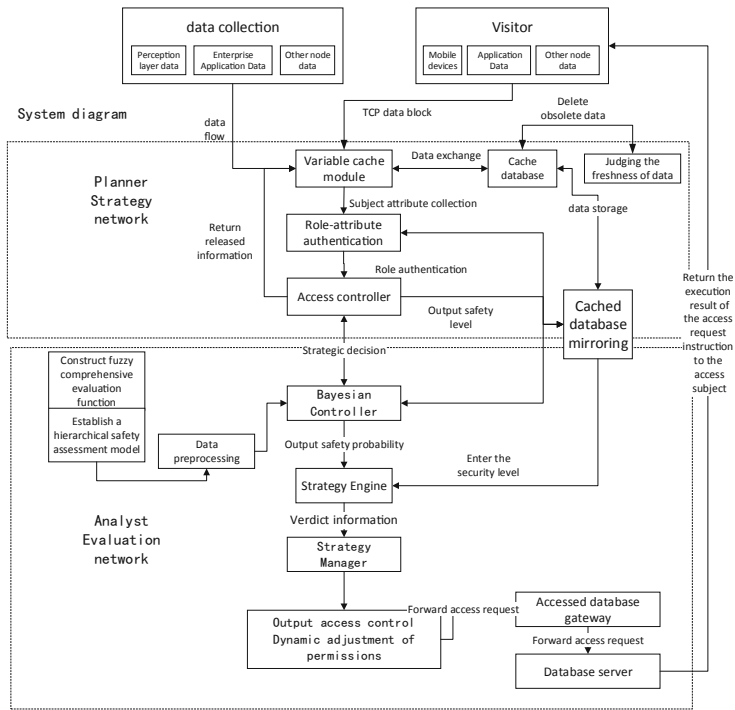 data collection
Perception
layer data
Enterprise
Application Data
Other node
data
Visitor
Mobile
devices
Application
Data
Other node
data
System diagram
data
flow
TCP data block
Delete
obsolete data
Planner
Strategy
network
Variable cache
module
Data exchange
Cache
database
Judging the
freshness of data
Subject attribute collection
data storage
Return
released
information
Role-attribute
authentication
Role authentication
Access controller
Output safety
level
Cached
database
mirroring
Return the
execution
result of
the access
request
instruction
to the
access
subject
Strategic decision
Construct fuzzy
comprehensive
evaluation
function
Establish a
hierarchical safety
assessment model
Data
preprocessing
Bayesian
Controller
Output safety probability
Enter the
security level
Strategy Engine
Analyst
Evaluation
network
Verdict information
Strategy
Manager
Output access control
Dynamic adjustment of
permissions
Forward access request
Accessed database
gateway
Forward access request
Database server